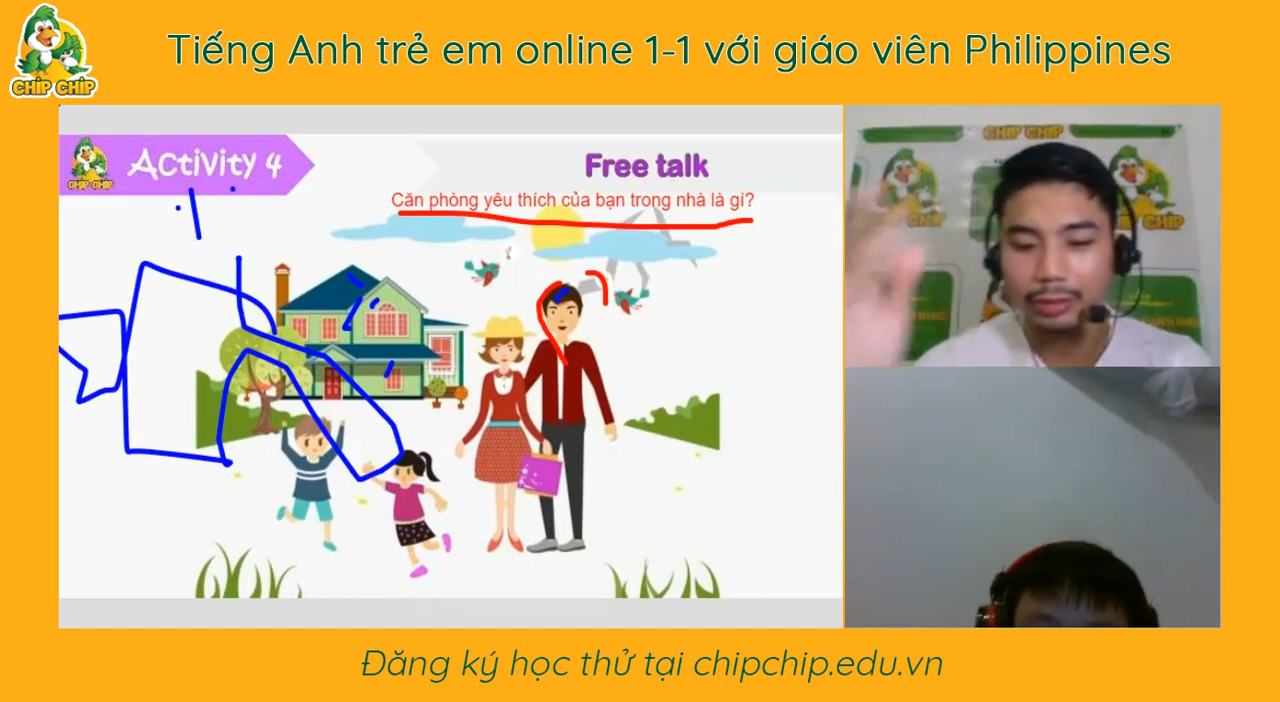 CHIP CHIP
Tiếng Anh trẻ em online 1-1 với giáo viên Philippines
CHIP CHIP
Activity 4
Free talk
Căn phòng yêu thích của bạn trong nhà là gì?
CHIP CHIP
CHIP
CHIP
Đăng ký học thử tại chipchip.edu.vn